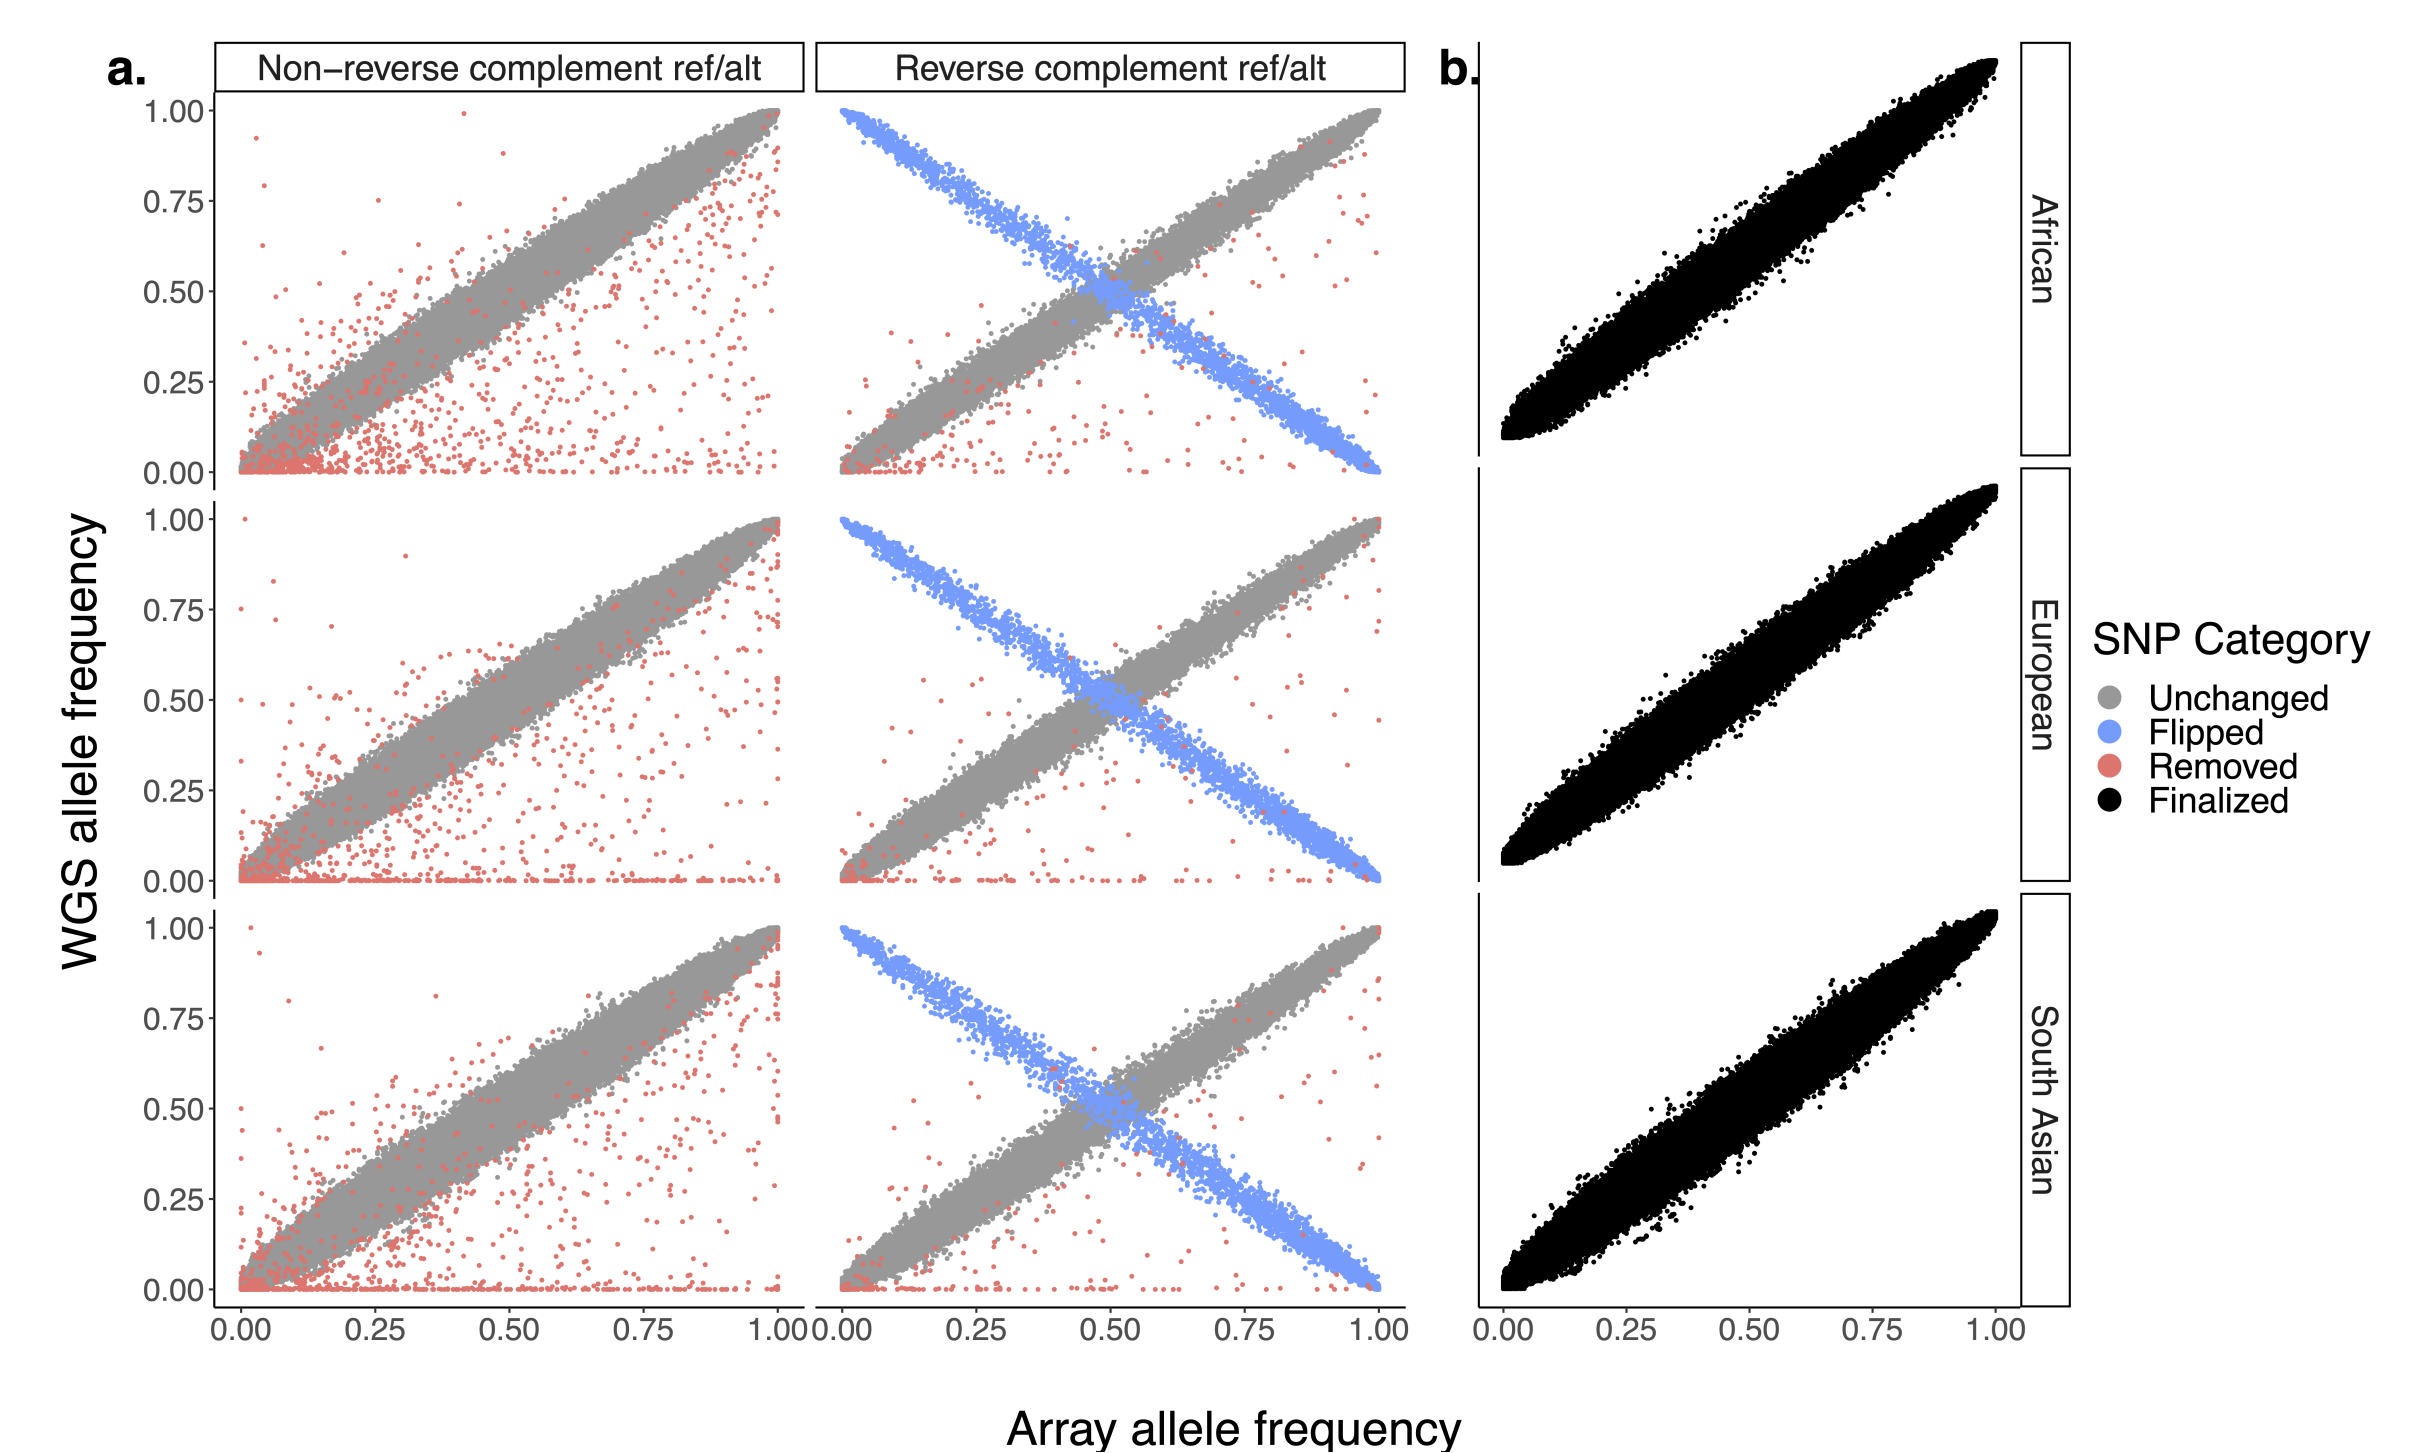 a.
Non−reverse complement ref/alt
Reverse complement ref/alt
b.
WGS allele frequency
1.00
0.75
0.50
0.25
0.00
African
1.00
0.75
0.50
0.25
0.00
European
1.00
0.75
0.50
0.25
0.00
South Asian
0.00 0.25 0.50 0.75 1.00
0.00 0.25 0.50 0.75 1.00
0.00 0.25 0.50 0.75 1.00
Array allele frequency
SNP Category
Unchanged
Flipped
Removed
Finalized